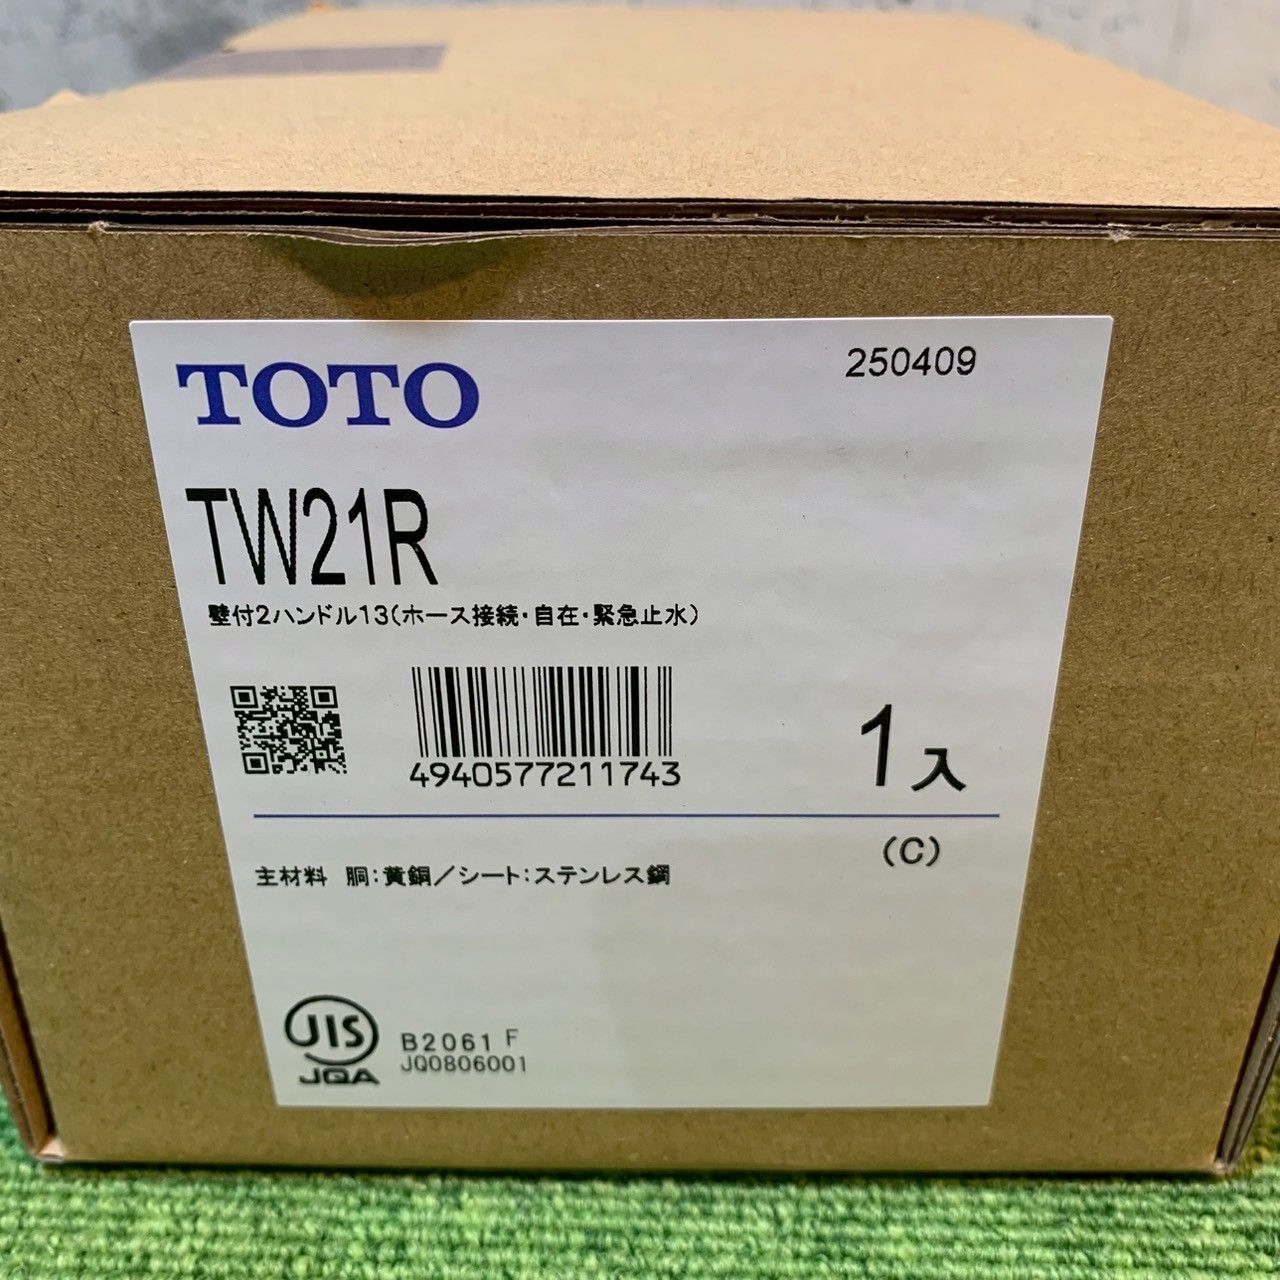 TOTO
250409
TW21R
壁付2ハンドル13(ホース接続・自在・緊急止水)
4940577211743
1入
(C)
主材料 胴:黄銅/シート:ステンレス鋼
JIS
JQA
B2061 F
JQ0806001